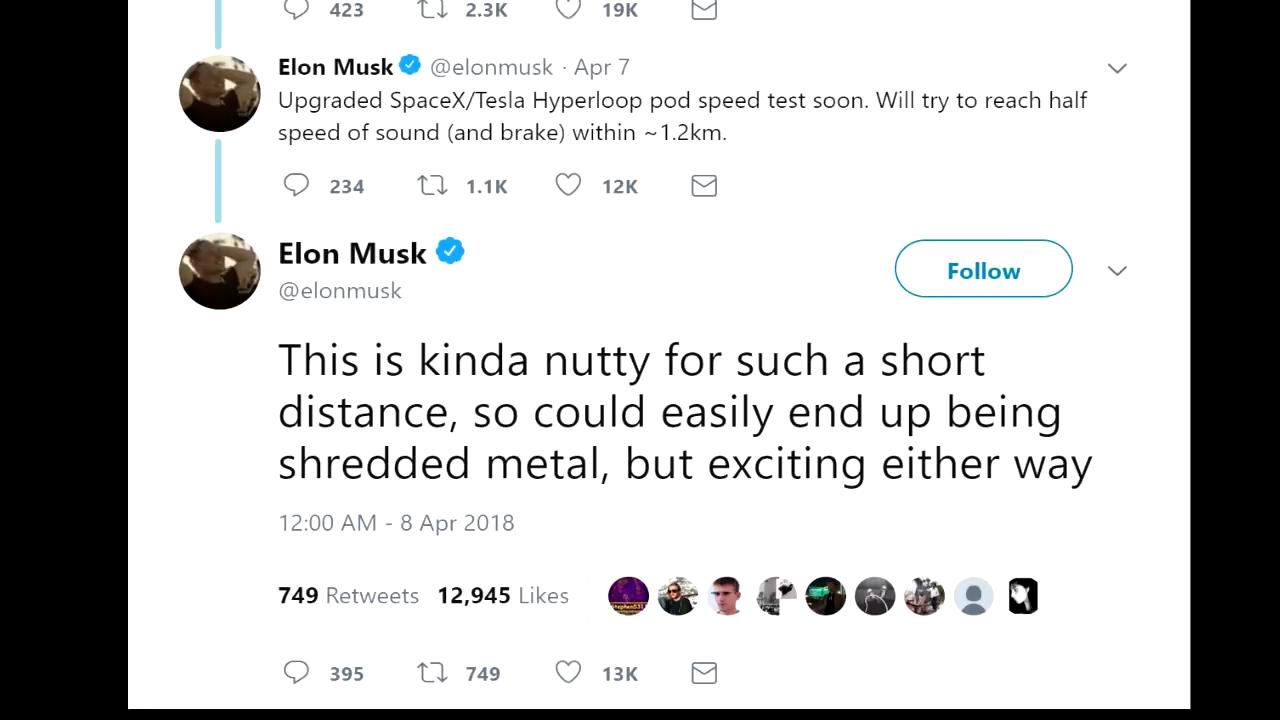 423 2.3K 19K
Elon Musk @elonmusk · Apr 7
Upgraded SpaceX/Tesla Hyperloop pod speed test soon. Will try to reach half
speed of sound (and brake) within ~1.2km.
234 1.1K 12K
Elon Musk
@elonmusk
Follow
This is kinda nutty for such a short
distance, so could easily end up being
shredded metal, but exciting either way
12:00 AM - 8 Apr 2018
749 Retweets 12,945 Likes
395 749 13K